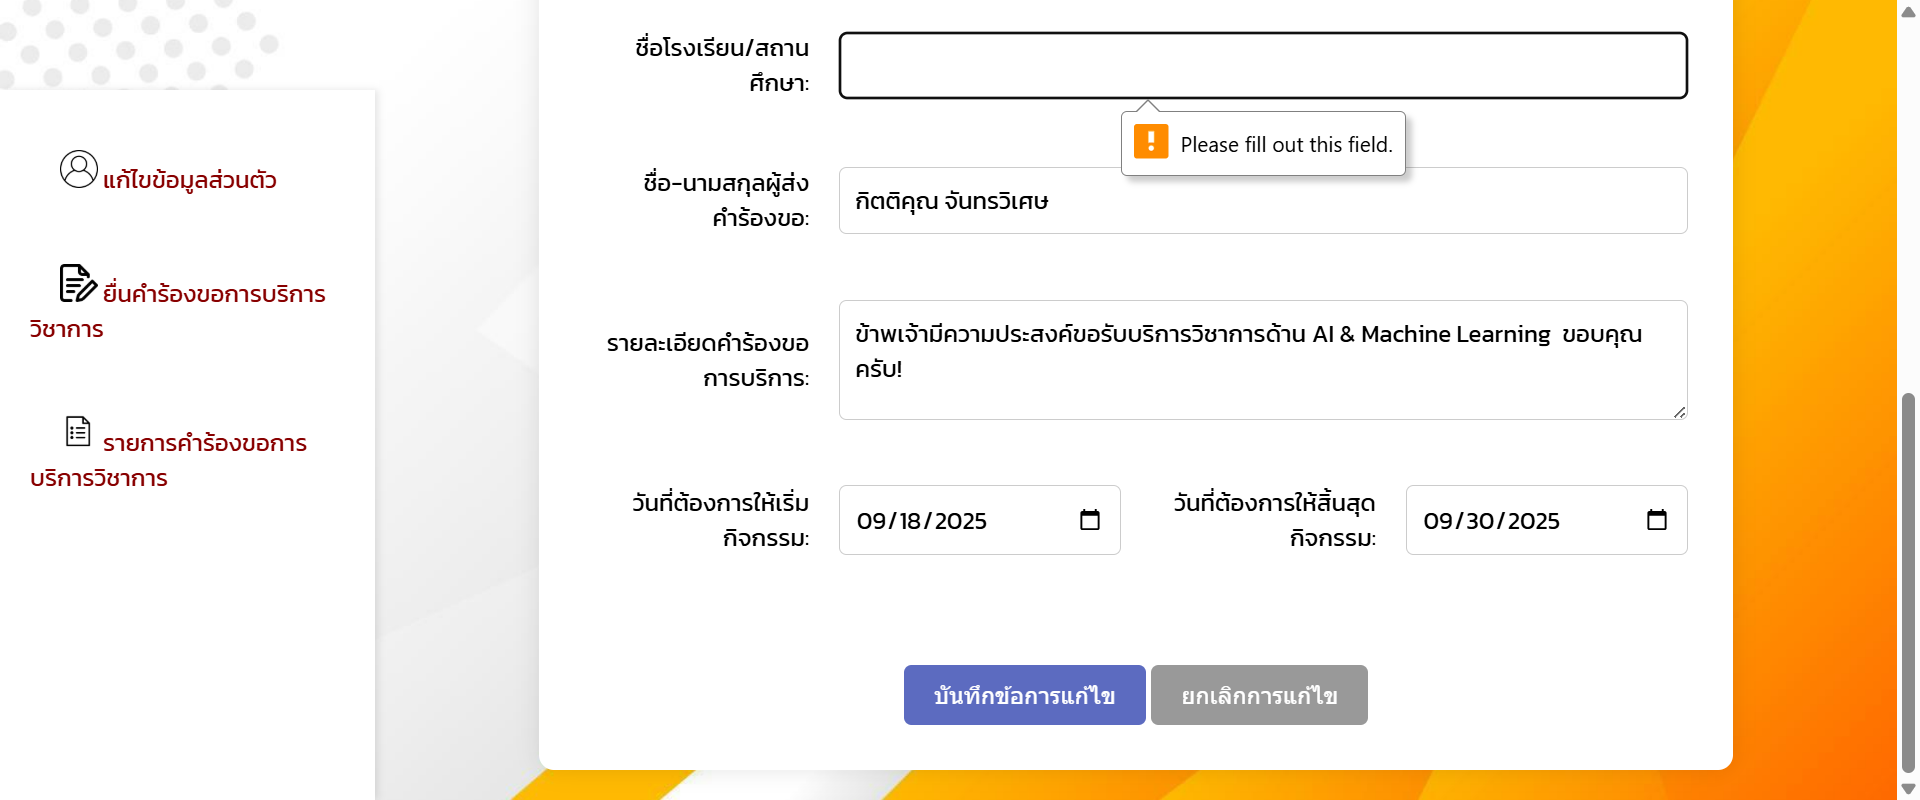 แก้ไขข้อมูลส่วนตัว
ยื่นคำร้องขอการบริการ
วิชาการ
รายการคำร้องขอการ
บริการวิชาการ
ชื่อโรงเรียน/สถาน
ศึกษา:
Please fill out this field.
ชื่อ-นามสกุลผู้ส่ง
คำร้องขอ:
กิตติคุณ จันทรวิเศษ
รายละเอียดคำร้องขอ
การบริการ:
ข้าพเจ้ามีความประสงค์ขอรับบริการวิชาการด้าน AI & Machine Learning  ขอบคุณ
ครับ!
วันที่ต้องการให้เริ่ม
กิจกรรม:
09/18/2025
วันที่ต้องการให้สิ้นสุด
กิจกรรม:
09/30/2025
บันทึกข้อการแก้ไข
ยกเลิกการแก้ไข